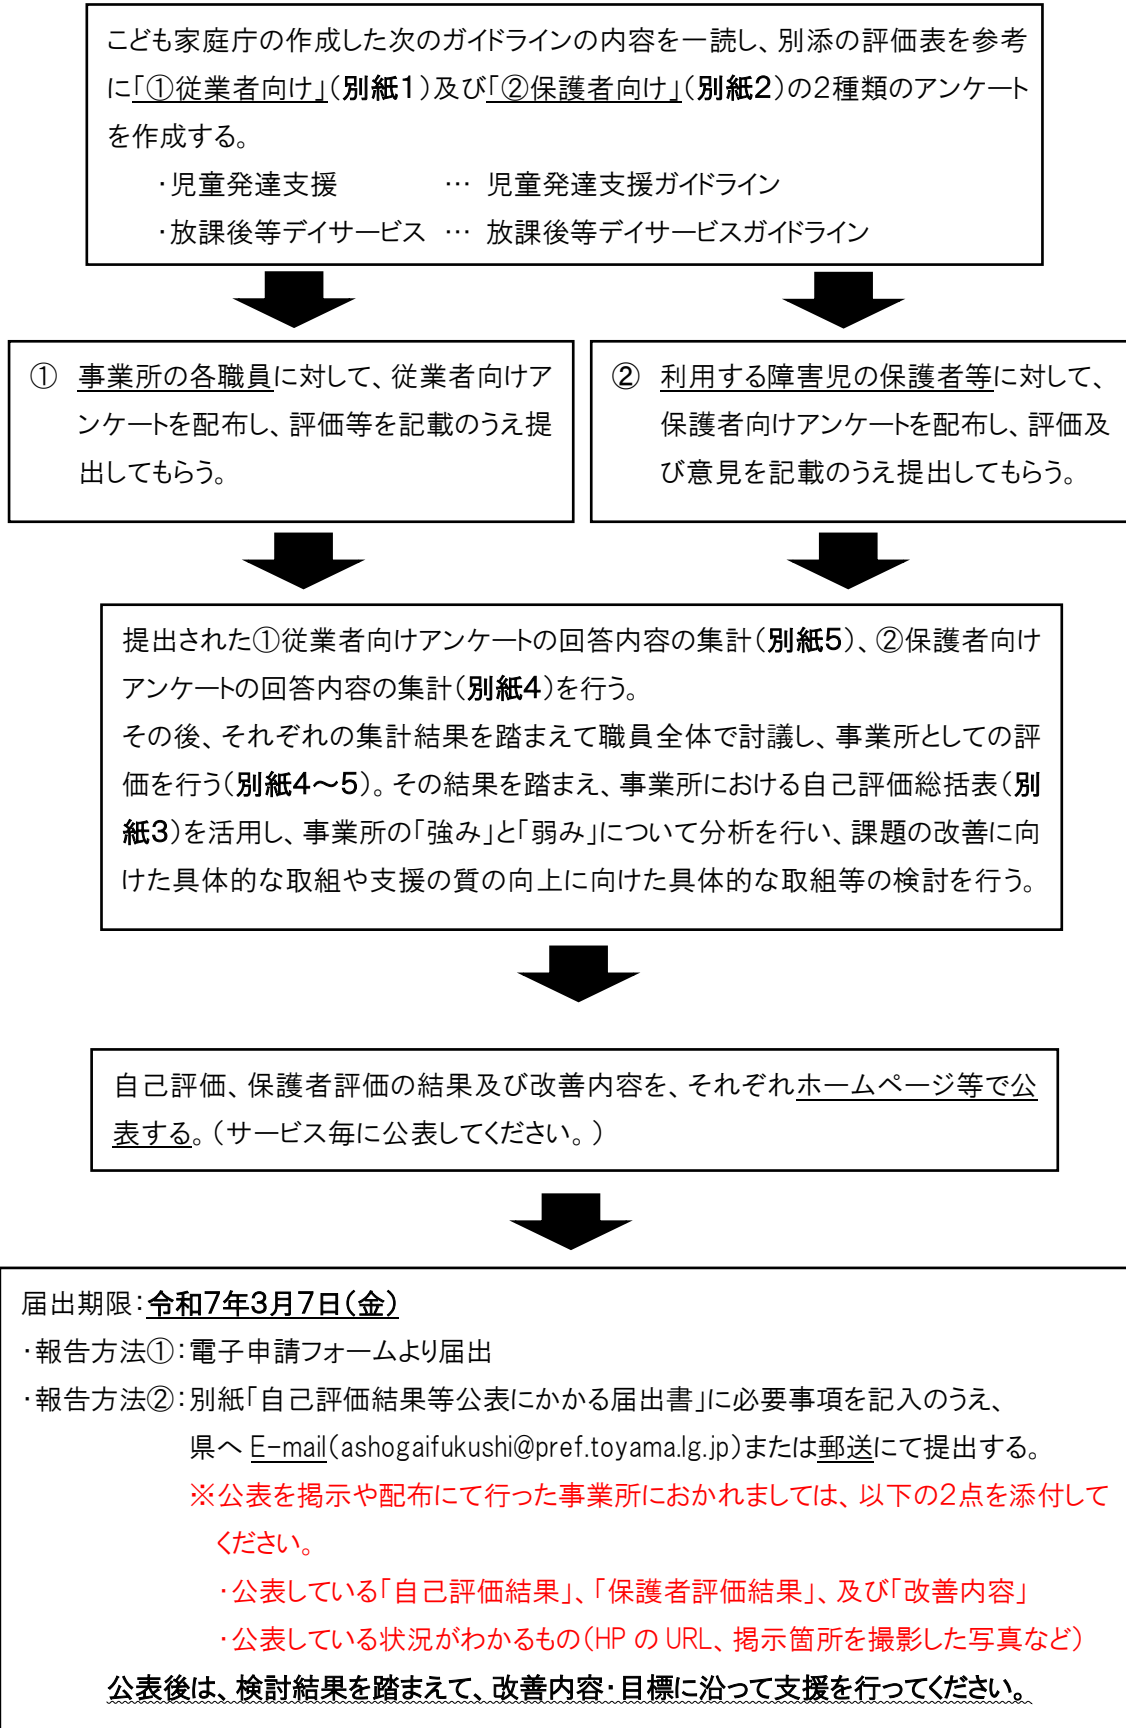 こども家庭庁の作成した次のガイドラインの内容を一読し、別添の評価表を参考
に「①従業者向け」（別紙1）及び「②保護者向け」（別紙2）の2種類のアンケート
を作成する。
・児童発達支援 … 児童発達支援ガイドライン
・放課後等デイサービス … 放課後等デイサービスガイドライン
① 事業所の各職員に対して、従業者向けア
ンケートを配布し、評価等を記載のうえ提
出してもらう。
② 利用する障害児の保護者等に対して、
保護者向けアンケートを配布し、評価及
び意見を記載のうえ提出してもらう。
提出された①従業者向けアンケートの回答内容の集計（別紙5）、②保護者向け
アンケートの回答内容の集計（別紙4）を行う。
その後、それぞれの集計結果を踏まえて職員全体で討議し、事業所としての評
価を行う（別紙4～5）。その結果を踏まえ、事業所における自己評価総括表（別
紙3）を活用し、事業所の「強み」と「弱み」について分析を行い、課題の改善に向
けた具体的な取組や支援の質の向上に向けた具体的な取組等の検討を行う。
自己評価、保護者評価の結果及び改善内容を、それぞれホームページ等で公
表する。（サービス毎に公表してください。）
届出期限：令和7年3月7日（金）
・報告方法①：電子申請フォームより届出
・報告方法②：別紙「自己評価結果等公表にかかる届出書」に必要事項を記入のうえ、
県へ E-mail（ashogaifukushi@pref.toyama.lg.jp）または郵送にて提出する。
※公表を掲示や配布にて行った事業所におかれましては、以下の2点を添付して
ください。
・公表している「自己評価結果」、「保護者評価結果」、及び「改善内容」
・公表している状況がわかるもの（HP の URL、掲示箇所を撮影した写真など）
公表後は、検討結果を踏まえて、改善内容・目標に沿って支援を行ってください。